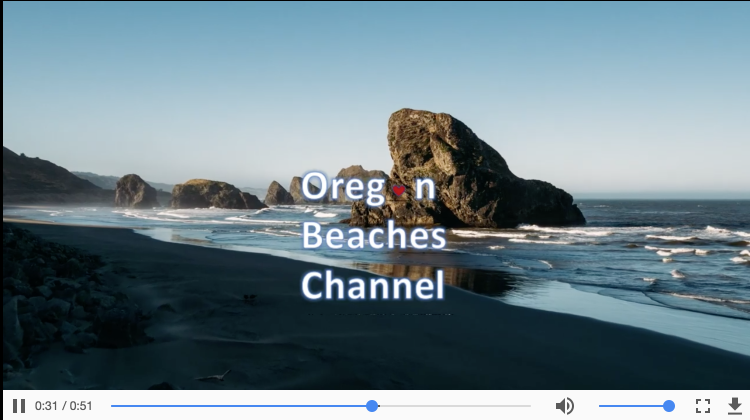 Oreg❤n
Beaches
Channel
0:31 / 0:51